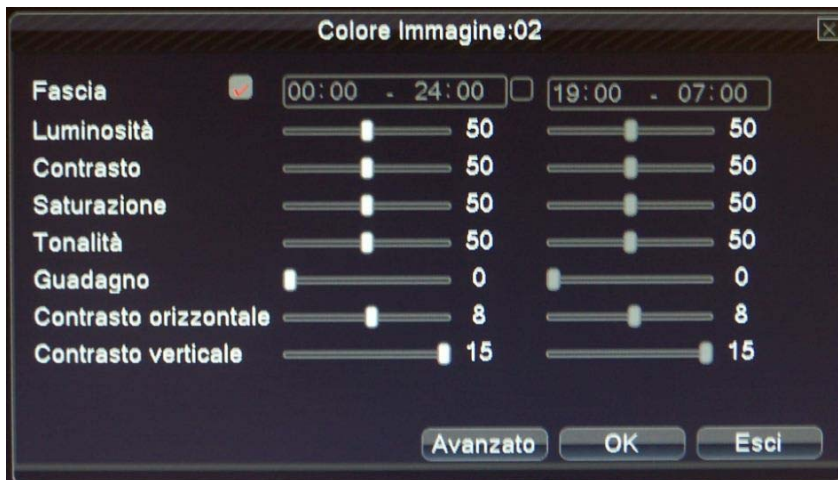 Colore Immagine:02
Fascia 00:00 - 24:00 19:00 - 07:00
Luminosità 50 50
Contrasto 50 50
Saturazione 50 50
Tonalità 50 50
Guadagno 0 0
Contrasto orizzontale 8 8
Contrasto verticale 15 15
Avanzato OK Esci